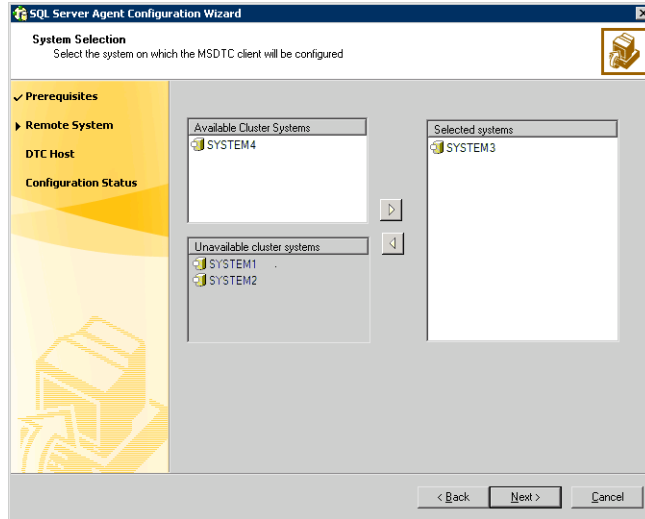 SQL Server Agent Configuration Wizard
System Selection
Select the system on which the MSDTC client will be configured
Prerequisites
Remote System
DTC Host
Configuration Status
Available Cluster Systems
SYSTEM4
Unavailable cluster systems
SYSTEM1
SYSTEM2
Selected systems
SYSTEM3
< Back
Next >
Cancel